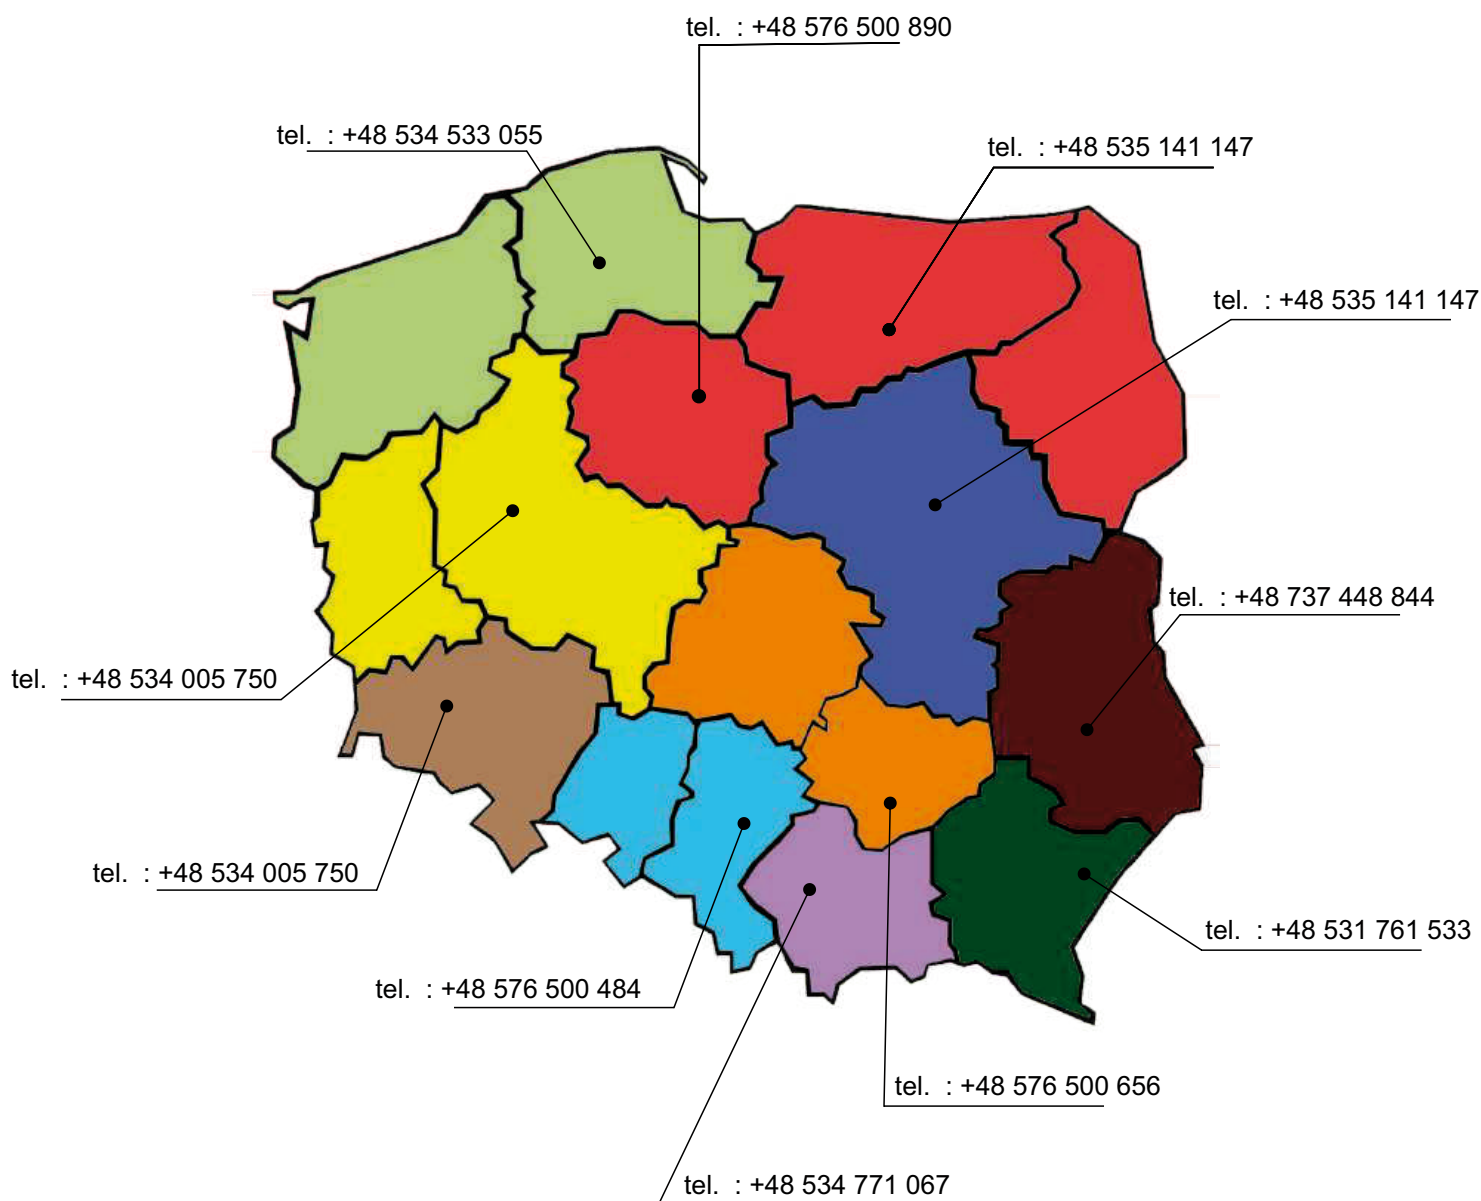 tel. : +48 576 500 890
tel. : +48 534 533 055
tel. : +48 535 141 147
tel. : +48 535 141 147
tel. : +48 737 448 844
tel. : +48 534 005 750
tel. : +48 534 005 750
tel. : +48 531 761 533
tel. : +48 576 500 484
tel. : +48 576 500 656
tel. : +48 534 771 067